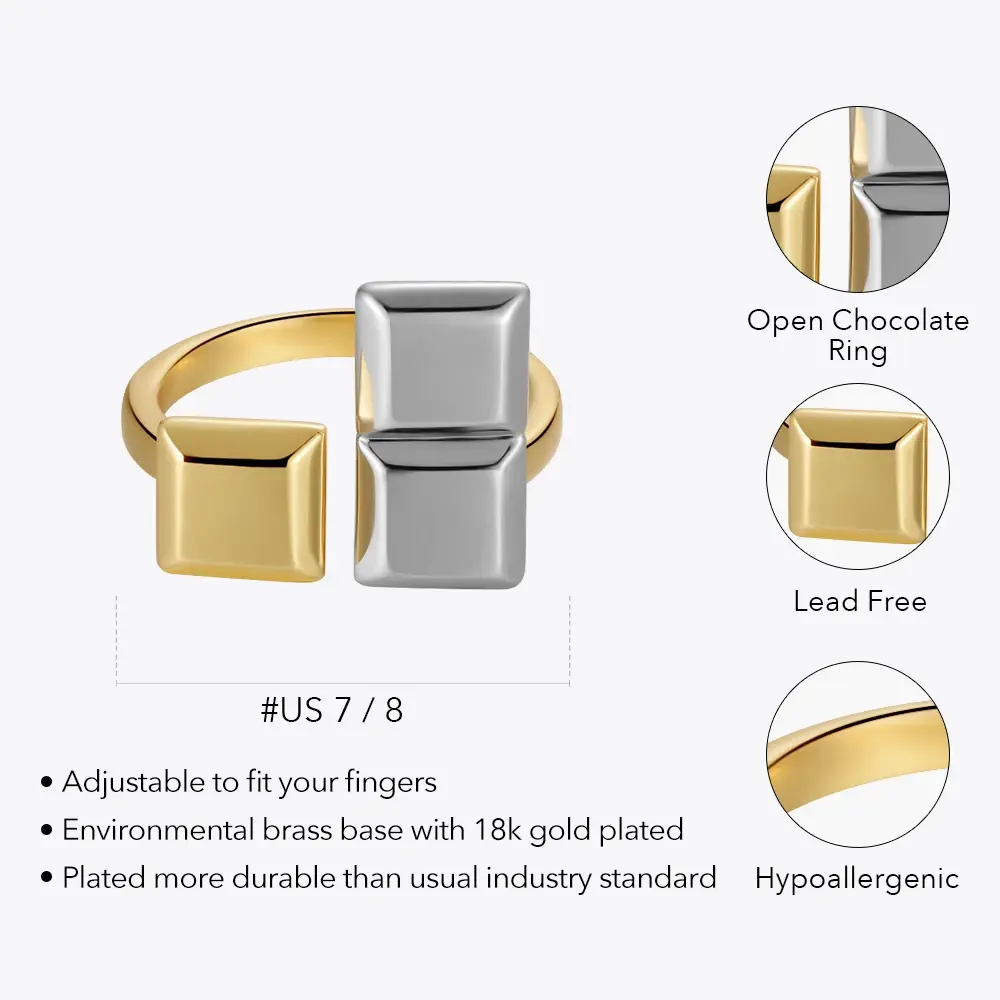 Open Chocolate
Ring
Lead Free
#US 7 / 8
• Adjustable to fit your fingers
• Environmental brass base with 18k gold plated
• Plated more durable than usual industry standard
Hypoallergenic